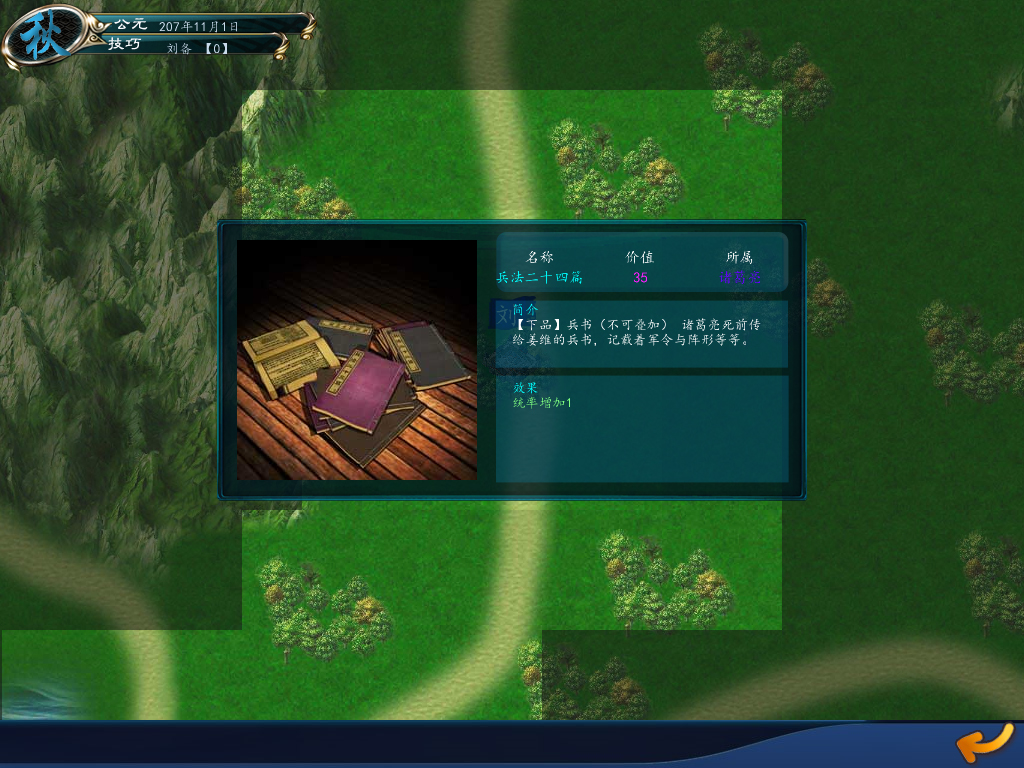 秋
公元 207年11月1日
技巧 刘备 【0】
名称 价值 所属
兵法二十四篇 35
刘
简介
【下品】兵书（不可叠加） 诸葛亮死前传
给姜维的兵书，记载着军令与阵形等等。
效果
统率增加1